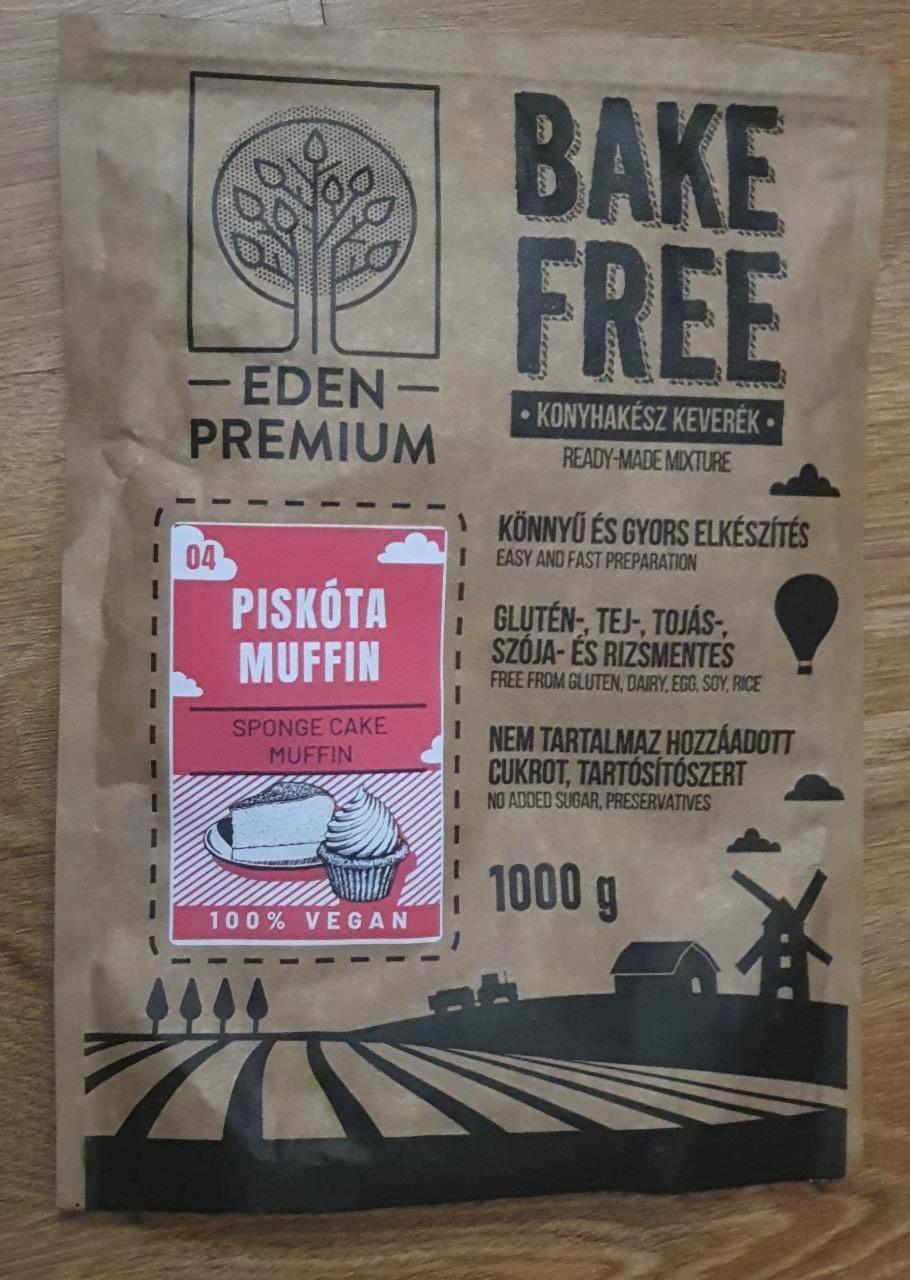 EDEN
PREMIUM
BAKE
FREE
• KONYHAKÉSZ KEVERÉK •
READY-MADE MIXTURE
04
PISKÓTA
MUFFIN
SPONGE CAKE
MUFFIN
100% VEGAN
KÖNNYŰ ÉS GYORS ELKÉSZÍTÉS
EASY AND FAST PREPARATION
GLUTÉN-, TEJ-, TOJÁS-,
SZÓJA- ÉS RIZSMENTES
FREE FROM GLUTEN, DAIRY, EGG, SOY, RICE
NEM TARTALMAZ HOZZÁADOTT
CUKROT, TARTÓSÍTÓSZERT
NO ADDED SUGAR, PRESERVATIVES
1000 g